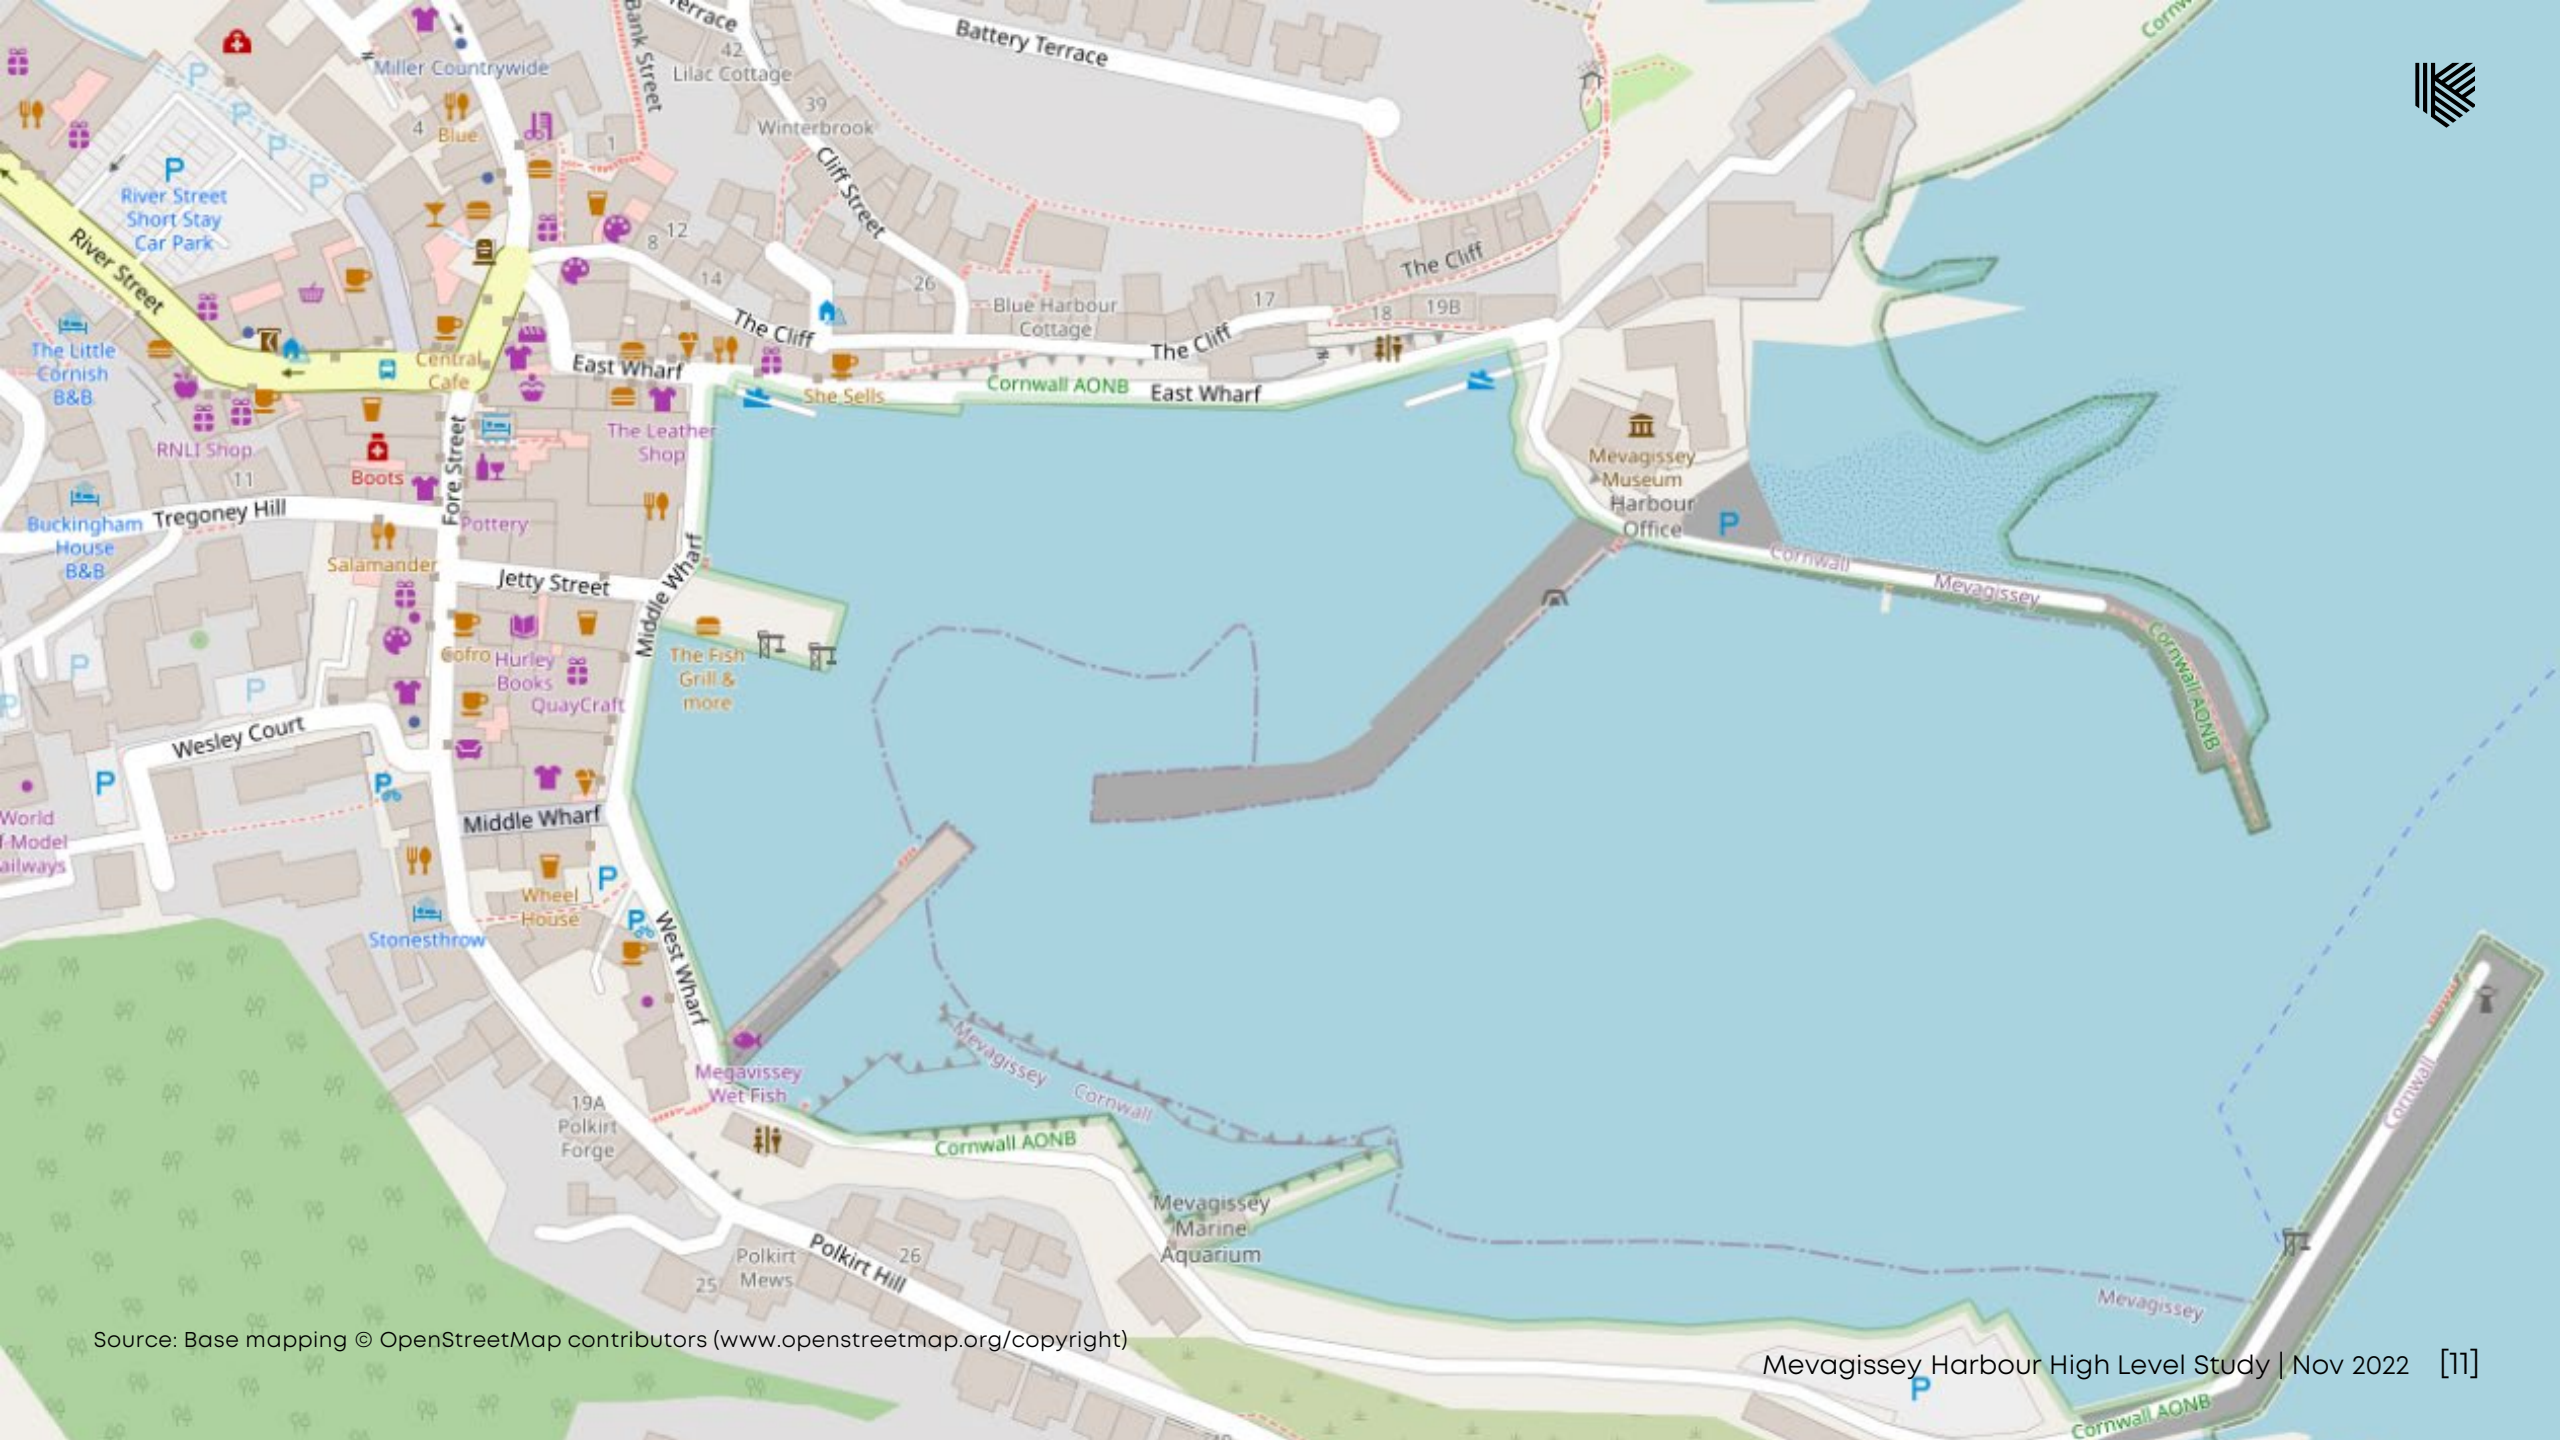 Terrace
Battery Terrace
Cornw
Bank Street
42
Lilac Cottage
Miller Countrywide
39
Winterbrook
4
Blue
1
Cliff Street
P
P
P
P
P
River Street
Short Stay
Car Park
River Street
12
8
14
26
The Cliff
17
Blue Harbour
Cottage
18
19B
The Cliff
The Cliff
The Little
Cornish
B&B
Central
Cafe
East Wharf
She Sells
Cornwall AONB
East Wharf
RNLI Shop
The Leather
Shop
11
Boots
Fore Street
Mevagissey
Museum
Harbour
Office
P
Buckingham
House
B&B
Tregoney Hill
Pottery
Salamander
Jetty Street
Middle Wharf
Cornwall
Mevagissey
Cofro
Hurley
Books
QuayCraft
The Fish
Grill &
more
Cornwall AONB
P
P
P
Wesley Court
P
P
World
f Model
ailways
Middle Wharf
P
Wheel
House
P
West Wharf
Stonesthrow
Megavissey
Wet Fish
Mevagissey
Cornwall
Cornwall
19A
Polkirt
Forge
Cornwall AONB
Mevagissey
Marine
Aquarium
Polkirt
Mews
25
26
Polkirt Hill
Mevagissey
Source: Base mapping © OpenStreetMap contributors (www.openstreetmap.org/copyright)
Mevagissey Harbour High Level Study | Nov 2022 [11]
P
Cornwall AONB